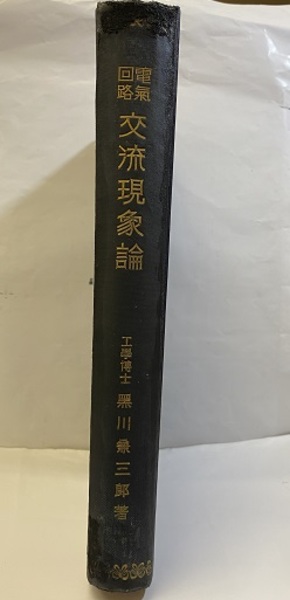 電氣
回路
交流現象論
工學博士
黑川兼三郎著